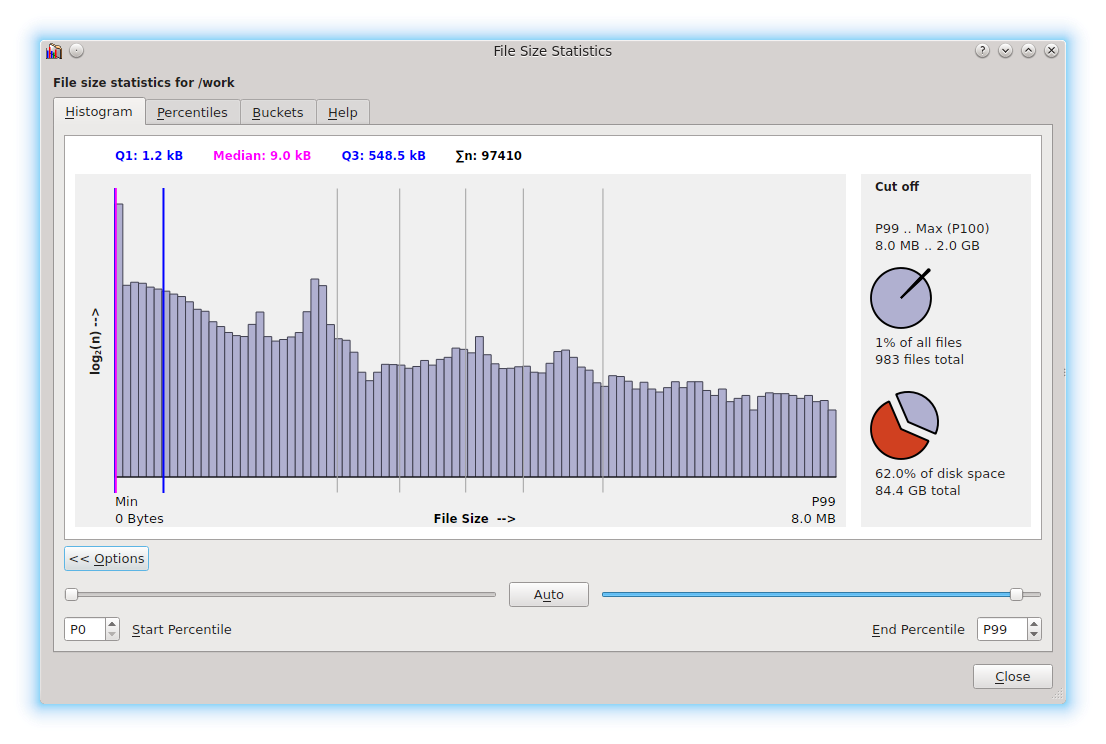 File Size Statistics
File size statistics for /work
Histogram Percentiles Buckets Help
Q1: 1.2 kB Median: 9.0 kB Q3: 548.5 kB ∑n: 97410
log₂(n) -->
Min
0 Bytes
File Size -->
P99
8.0 MB
Cut off
P99 .. Max (P100)
8.0 MB .. 2.0 GB
1% of all files
983 files total
62.0% of disk space
84.4 GB total
<< Options
Auto
P0 Start Percentile
End Percentile P99
Close